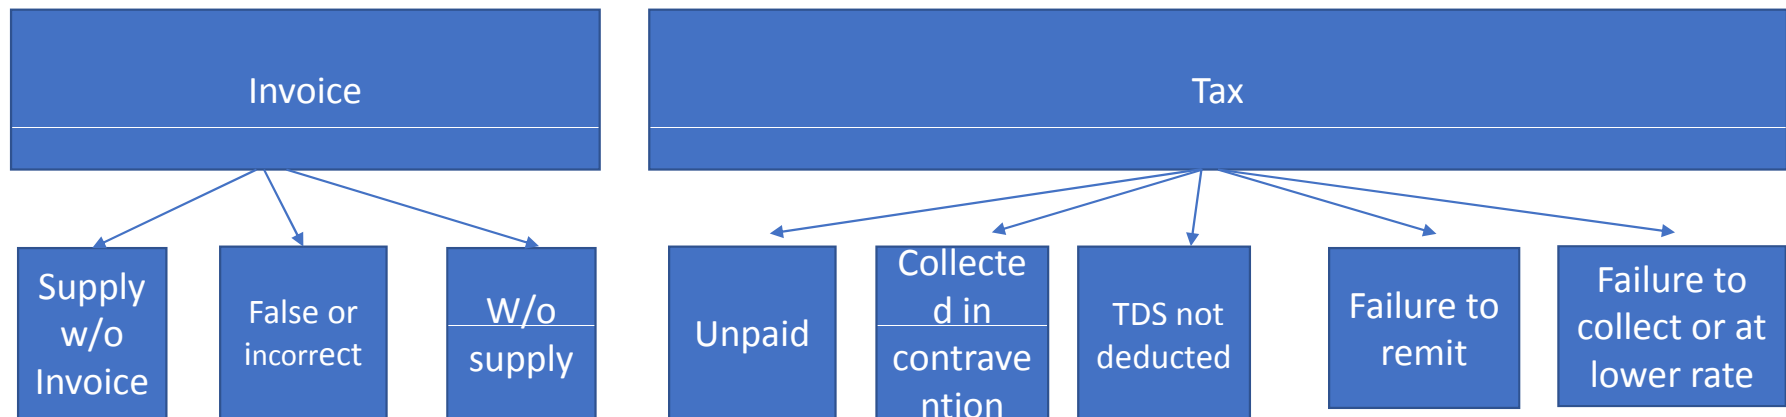 Invoice
Tax
Supply
w/o
Invoice
False or
incorrect
W/o
supply
Unpaid
Collecte
d in
contrave
ntion
TDS not
deducted
Failure to
remit
Failure to
collect or at
lower rate